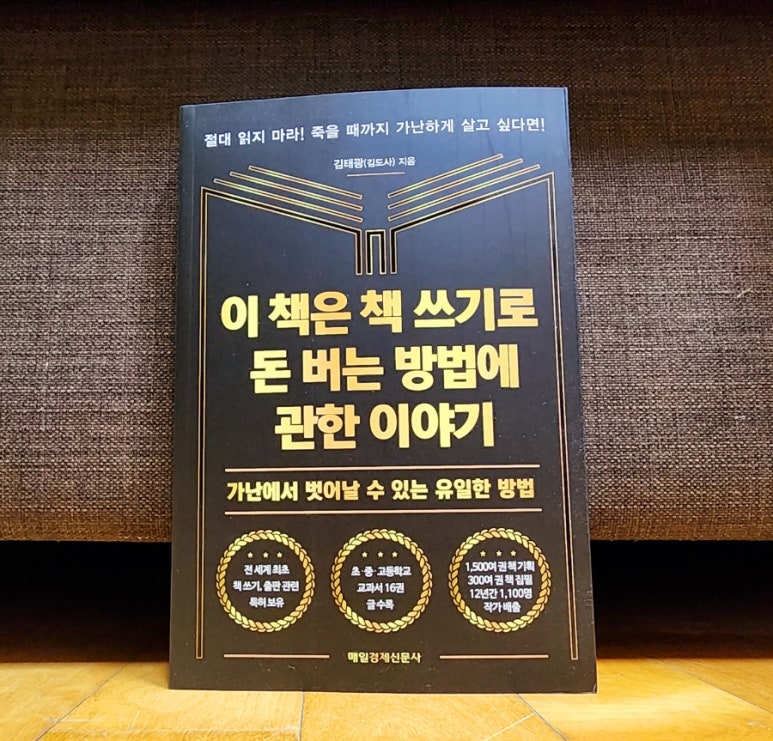 절대 읽지 마라! 죽을 때까지 가난하게 살고 싶다면!
김태광(김도사) 지음
이 책은 책 쓰기로
돈 버는 방법에
관한 이야기
가난에서 벗어날 수 있는 유일한 방법
전 세계 최초
책 쓰기, 출판 관련
특허 보유
초·중·고등학교
교과서 16권
글 수록
1,500여 권 책 기획
300여 권 책 집필
12년간 1,100명
작가 배출
매일경제신문사